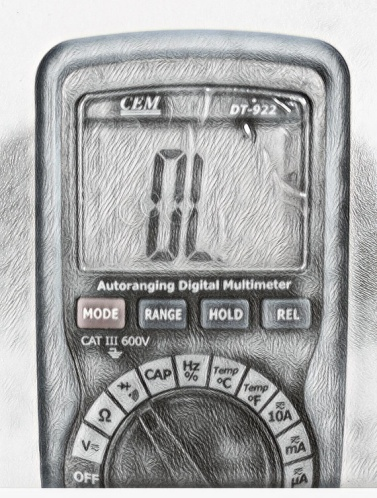 CEM DT-922
0L
Autoranging Digital Multimeter
MODE RANGE HOLD REL
CAT III 600V
OFF
V≂
Ω
CAP
Hz
%
Temp
°C
Temp
°F
≂
10A
≂
mA
≂
µA